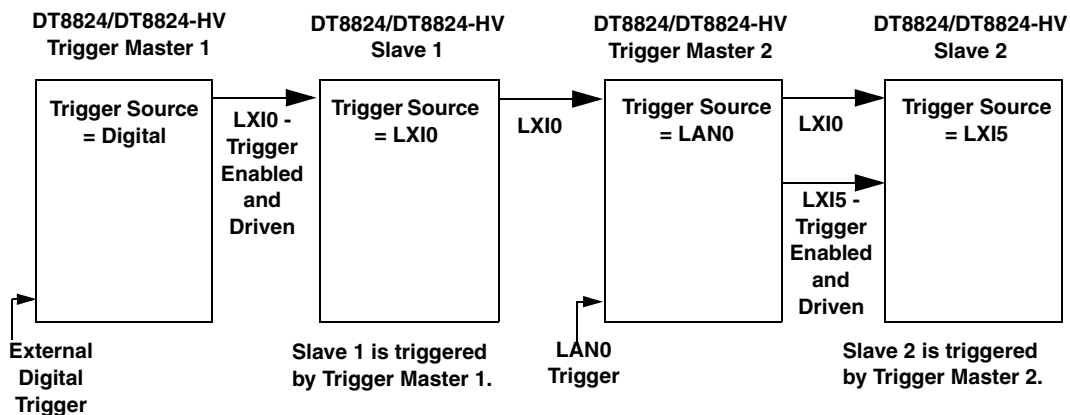 DT8824/DT8824-HV
Trigger Master 1
DT8824/DT8824-HV
Slave 1
DT8824/DT8824-HV
Trigger Master 2
DT8824/DT8824-HV
Slave 2
Trigger Source
= Digital
LXI0 -
Trigger
Enabled
and
Driven
Trigger Source
= LXI0
LXI0
Trigger Source
= LAN0
LXI0
LXI5 -
Trigger
Enabled
and
Driven
Trigger Source
= LXI5
External
Digital
Trigger
Slave 1 is triggered
by Trigger Master 1.
LAN0
Trigger
Slave 2 is triggered
by Trigger Master 2.